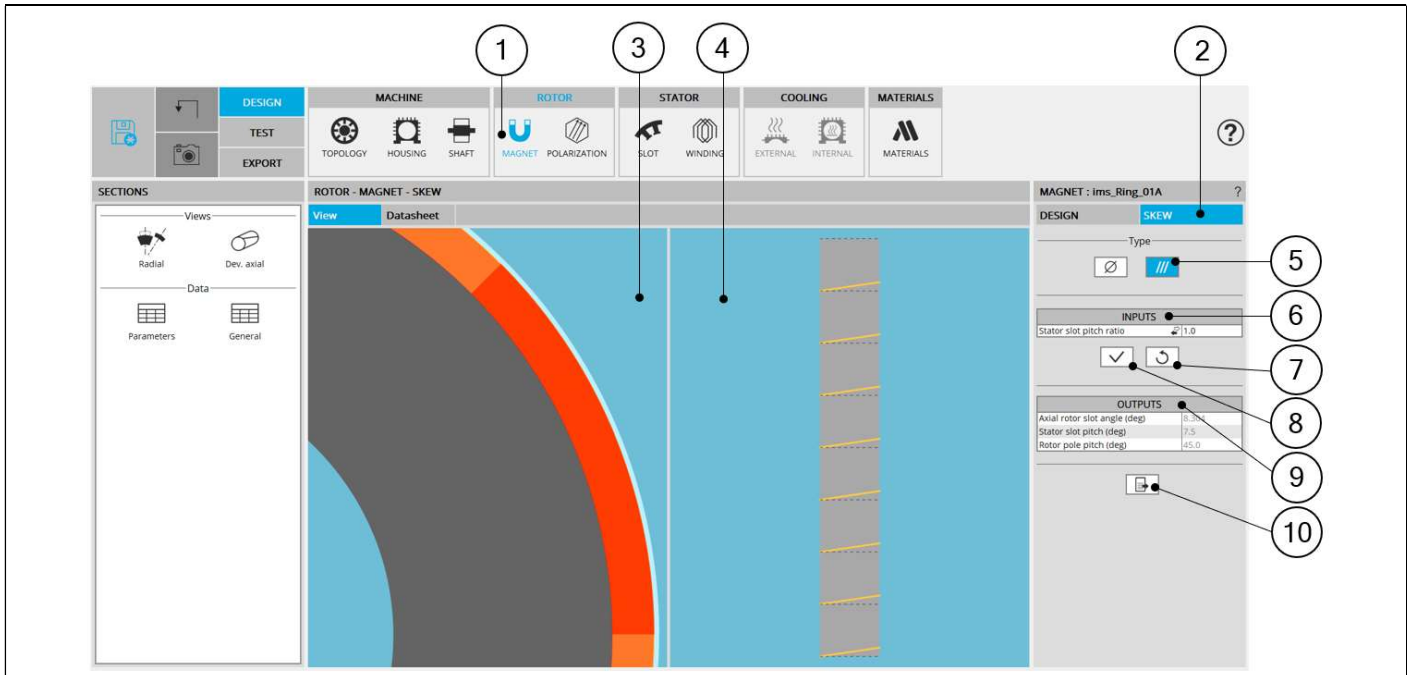 1
3
4
2
DESIGN
TEST
EXPORT
MACHINE
TOPOLOGY HOUSING SHAFT
ROTOR
MAGNET POLARIZATION
STATOR
SLOT WINDING
COOLING
EXTERNAL INTERNAL
MATERIALS
MATERIALS
?
SECTIONS
Views
Radial Dev. axial
Data
Parameters General
ROTOR - MAGNET - SKEW
View Datasheet
MAGNET : ims_Ring_01A ?
DESIGN SKEW
Type
5
INPUTS
6
Stator slot pitch ratio 1.0
7
8
OUTPUTS
Axial rotor slot angle (deg)
Stator slot pitch (deg) 7.5
Rotor pole pitch (deg) 45.0
9
10